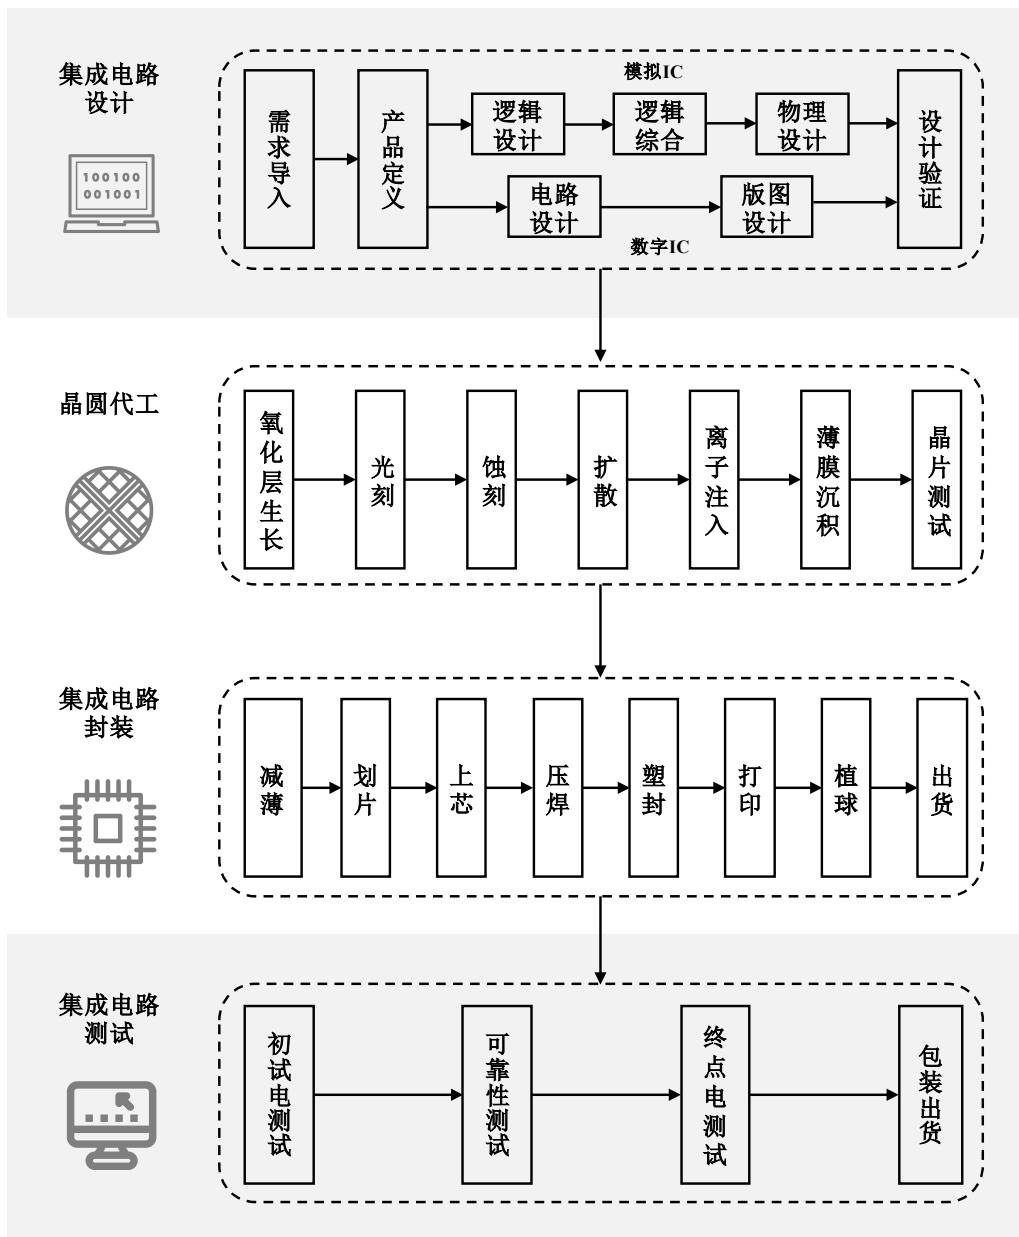 集成电路
设计
100100
001001
模拟IC
需求导入
产品定义
逻辑
设计
逻辑
综合
物理
设计
电路
设计
版图
设计
数字IC
设计验证
晶圆代工
氧化层生长
光刻
蚀刻
扩散
离子注入
薄膜沉积
晶片测试
集成电路
封装
减薄
划片
上芯
压焊
塑封
打印
植球
出货
集成电路
测试
初试电测试
可靠性测试
终点电测试
包装出货